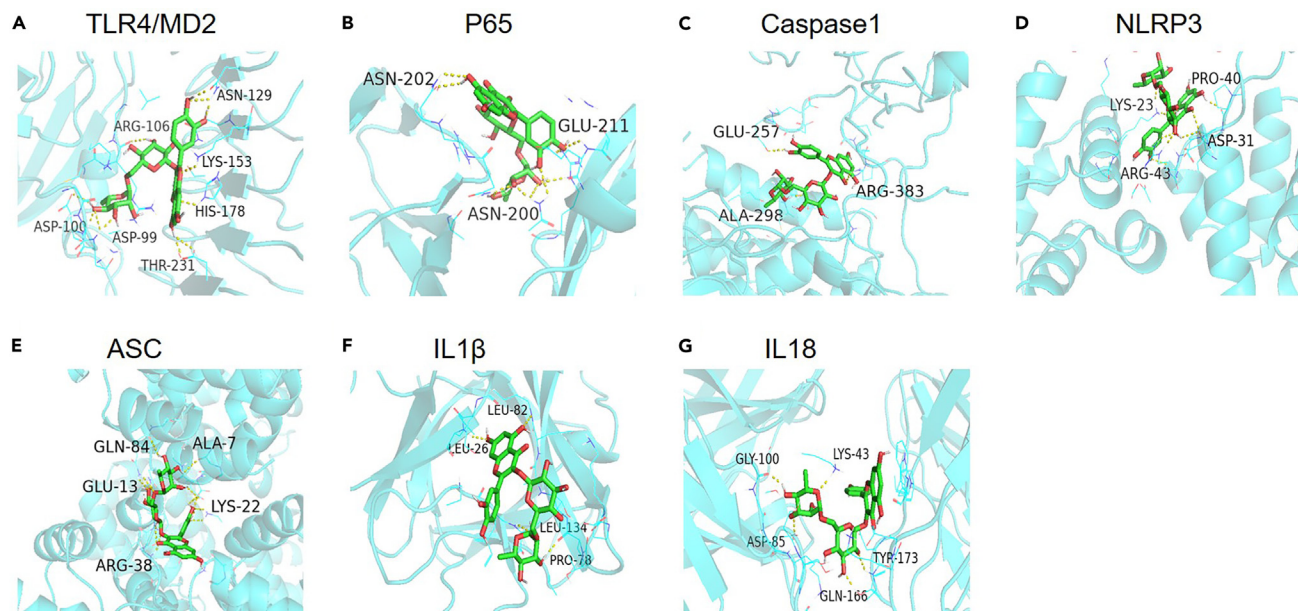 A TLR4/MD2
B P65
C Caspase1
D NLRP3
ASN-129
ARG-106
LYS-153
HIS-178
ASP-100
ASP-99
THR-231
ASN-202
GLU-211
ASN-200
GLU-257
ARG-383
ALA-298
PRO-40
LYS-23
ASP-31
ARG-43
E ASC
F IL1β
G IL18
GLN-84
ALA-7
GLU-13
LYS-22
ARG-38
LEU-82
LEU-26
LEU-134
PRO-78
GLY-100
LYS-43
ASP-85
TYR-173
GLN-166